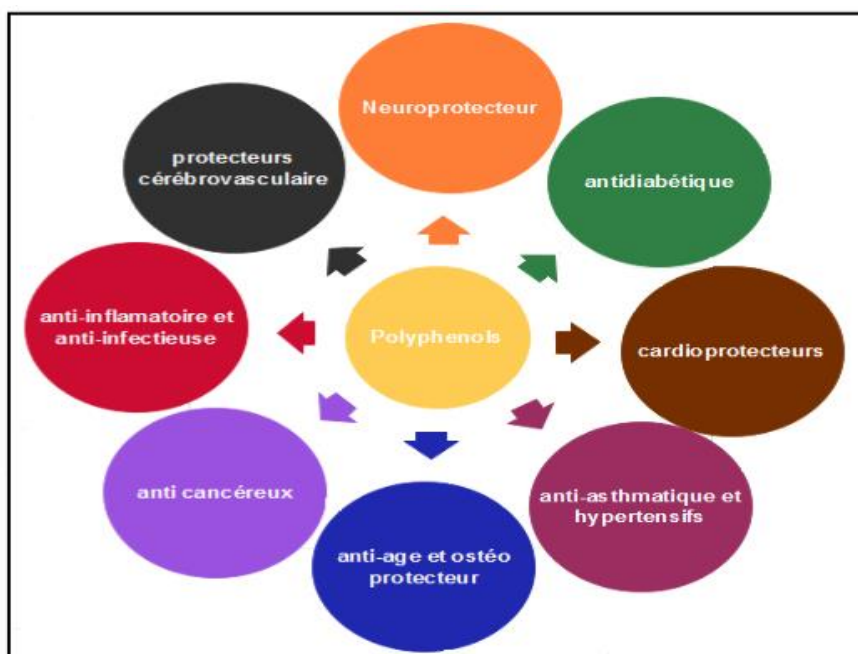 Neuroprotecteur
protecteurs
cérébrovasculaire
antidiabétique
anti-inflamatoire et
anti-infectieuse
Polyphenols
cardioprotecteurs
anti cancéreux
anti-asthmatique et
hypertensifs
anti-age et ostéo
protecteur